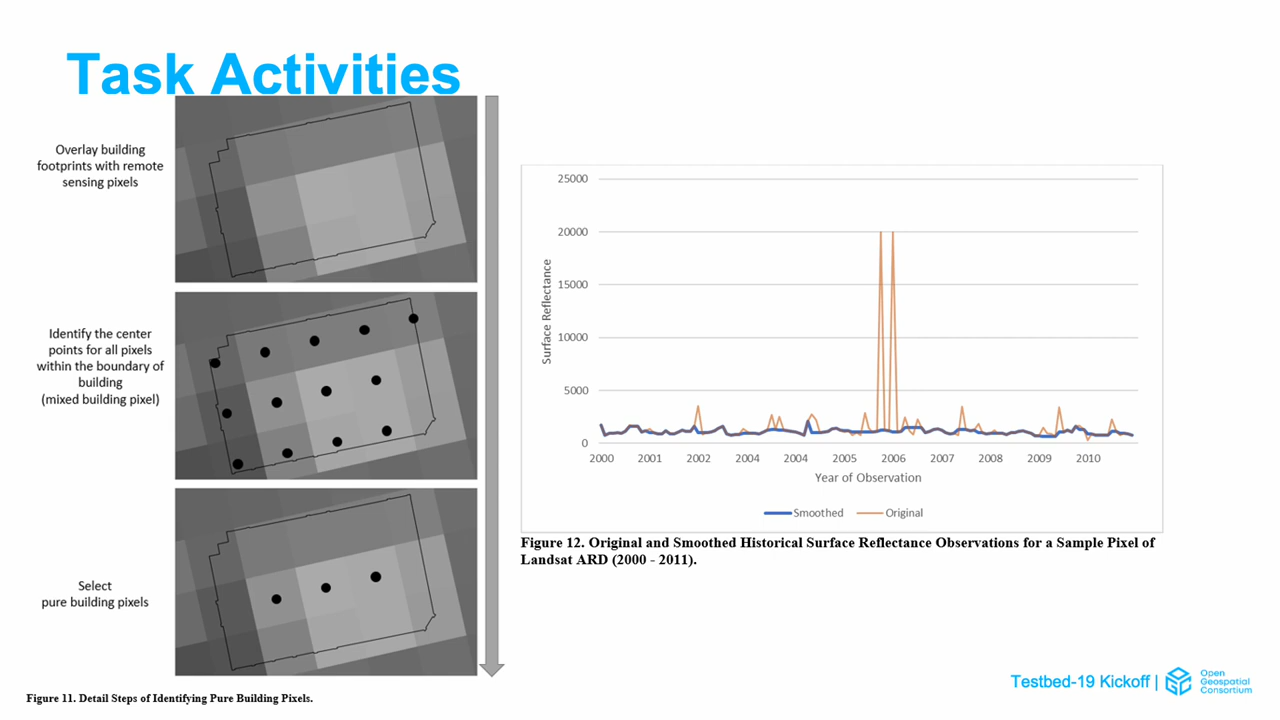 Task Activities
Overlay building
footprints with remote
sensing pixels
Identify the center
points for all pixels
within the boundary of
building
(mixed building pixel)
Select
pure building pixels
Figure 11. Detail Steps of Identifying Pure Building Pixels.
25000
20000
15000
10000
5000
0
Surface Reflectance
2000 2001 2002 2004 2004 2005 2006 2007 2008 2009 2010
Year of Observation
Smoothed Original
Figure 12. Original and Smoothed Historical Surface Reflectance Observations for a Sample Pixel of
Landsat ARD (2000 - 2011).
Testbed-19 Kickoff |
Open
Geospatial
Consortium